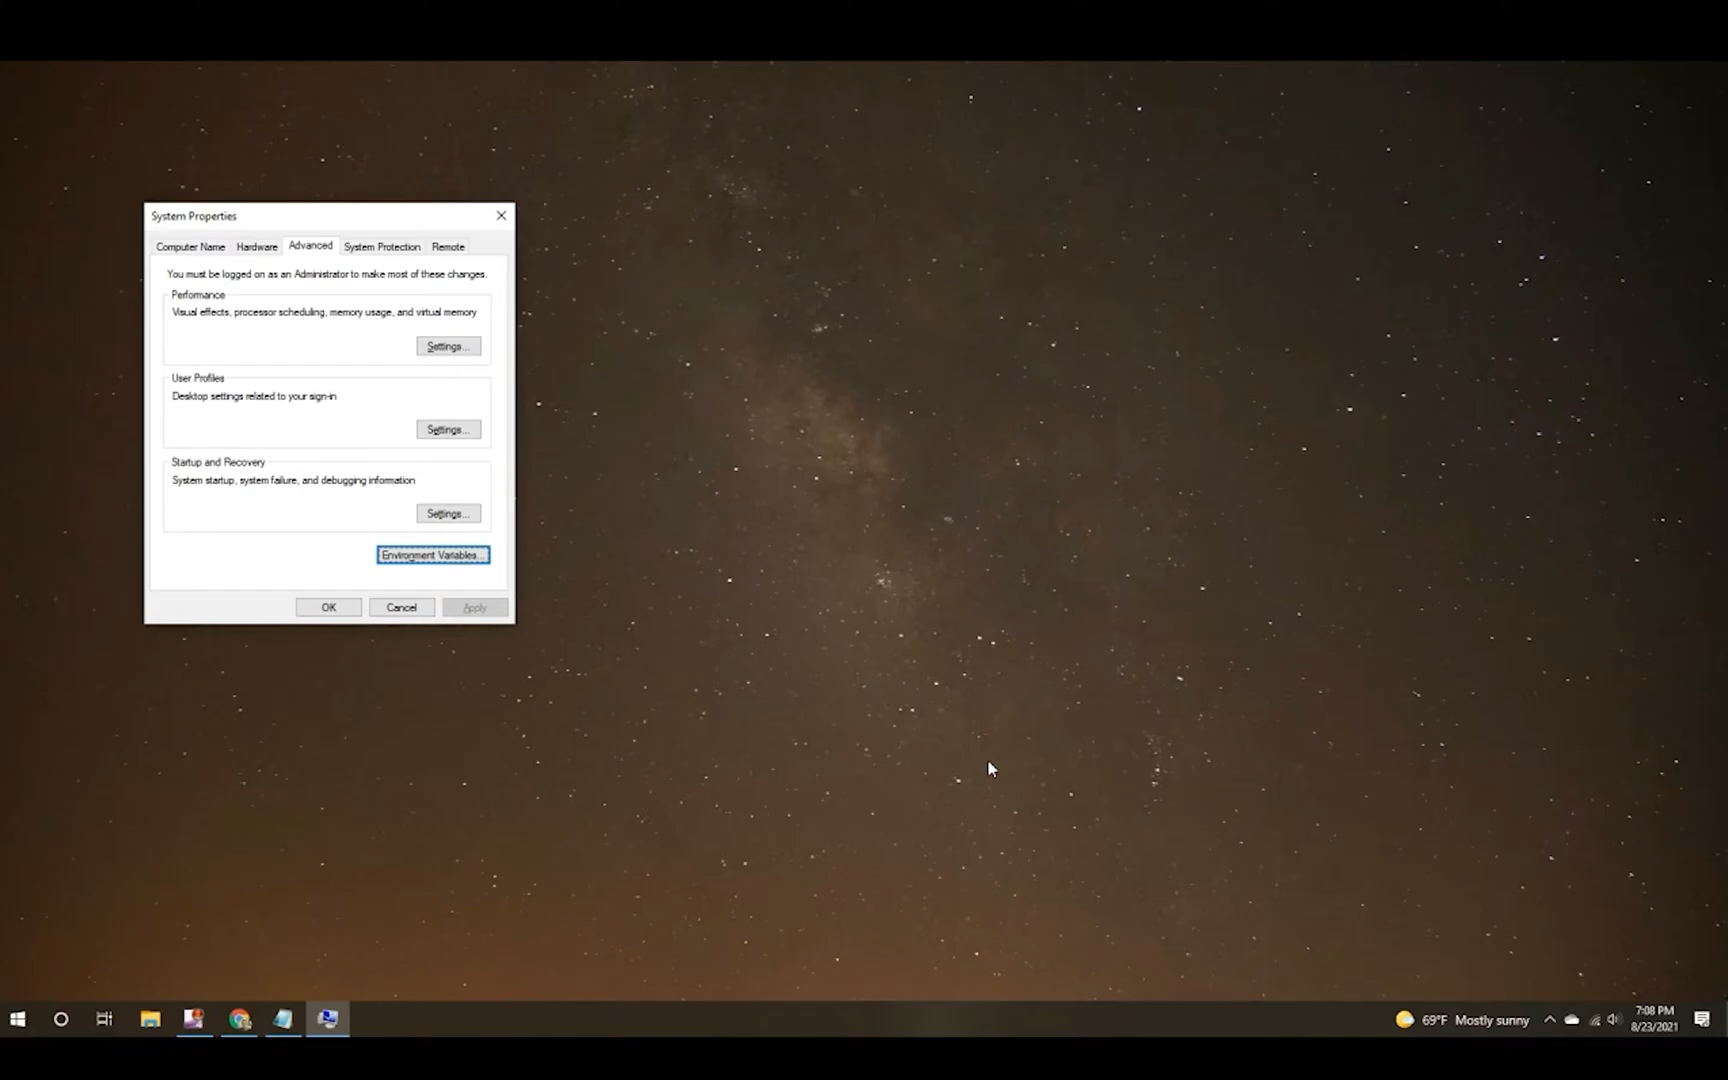 System Properties
Computer Name Hardware Advanced System Protection Remote
You must be logged on as an Administrator to make most of these changes.
Performance
Visual effects, processor scheduling, memory usage, and virtual memory
Settings...
User Profiles
Desktop settings related to your sign-in
Settings...
Startup and Recovery
System startup, system failure, and debugging information
Settings...
Environment Variables...
OK Cancel Apply
69°F Mostly sunny
7:08 PM
8/23/2021